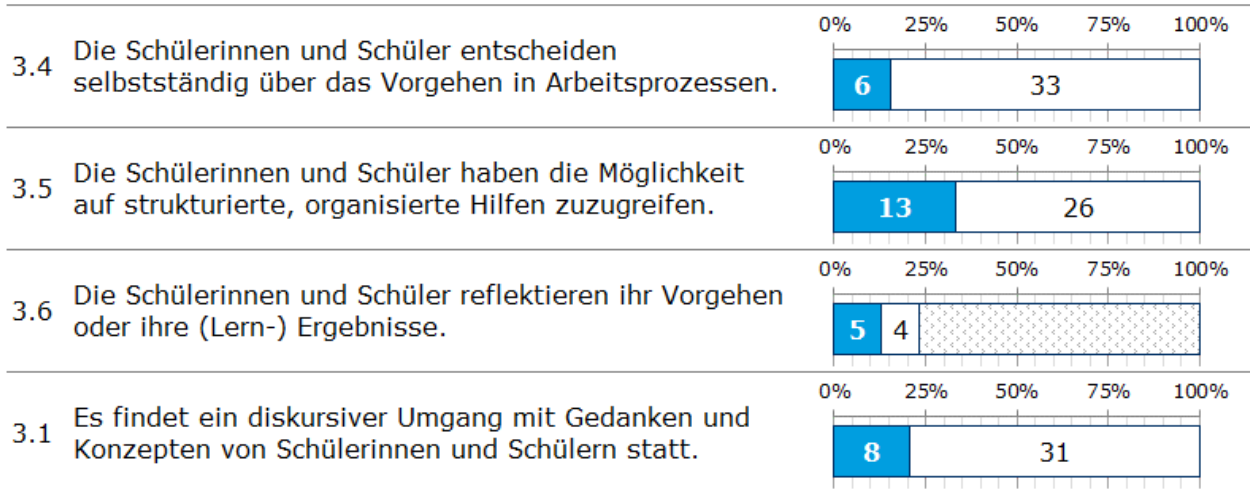 0% 25% 50% 75% 100%
3.4 Die Schülerinnen und Schüler entscheiden
selbstständig über das Vorgehen in Arbeitsprozessen.
6 33
0% 25% 50% 75% 100%
3.5 Die Schülerinnen und Schüler haben die Möglichkeit
auf strukturierte, organisierte Hilfen zuzugreifen.
13 26
0% 25% 50% 75% 100%
3.6 Die Schülerinnen und Schüler reflektieren ihr Vorgehen
oder ihre (Lern-) Ergebnisse.
5 4
0% 25% 50% 75% 100%
3.1 Es findet ein diskursiver Umgang mit Gedanken und
Konzepten von Schülerinnen und Schülern statt.
8 31